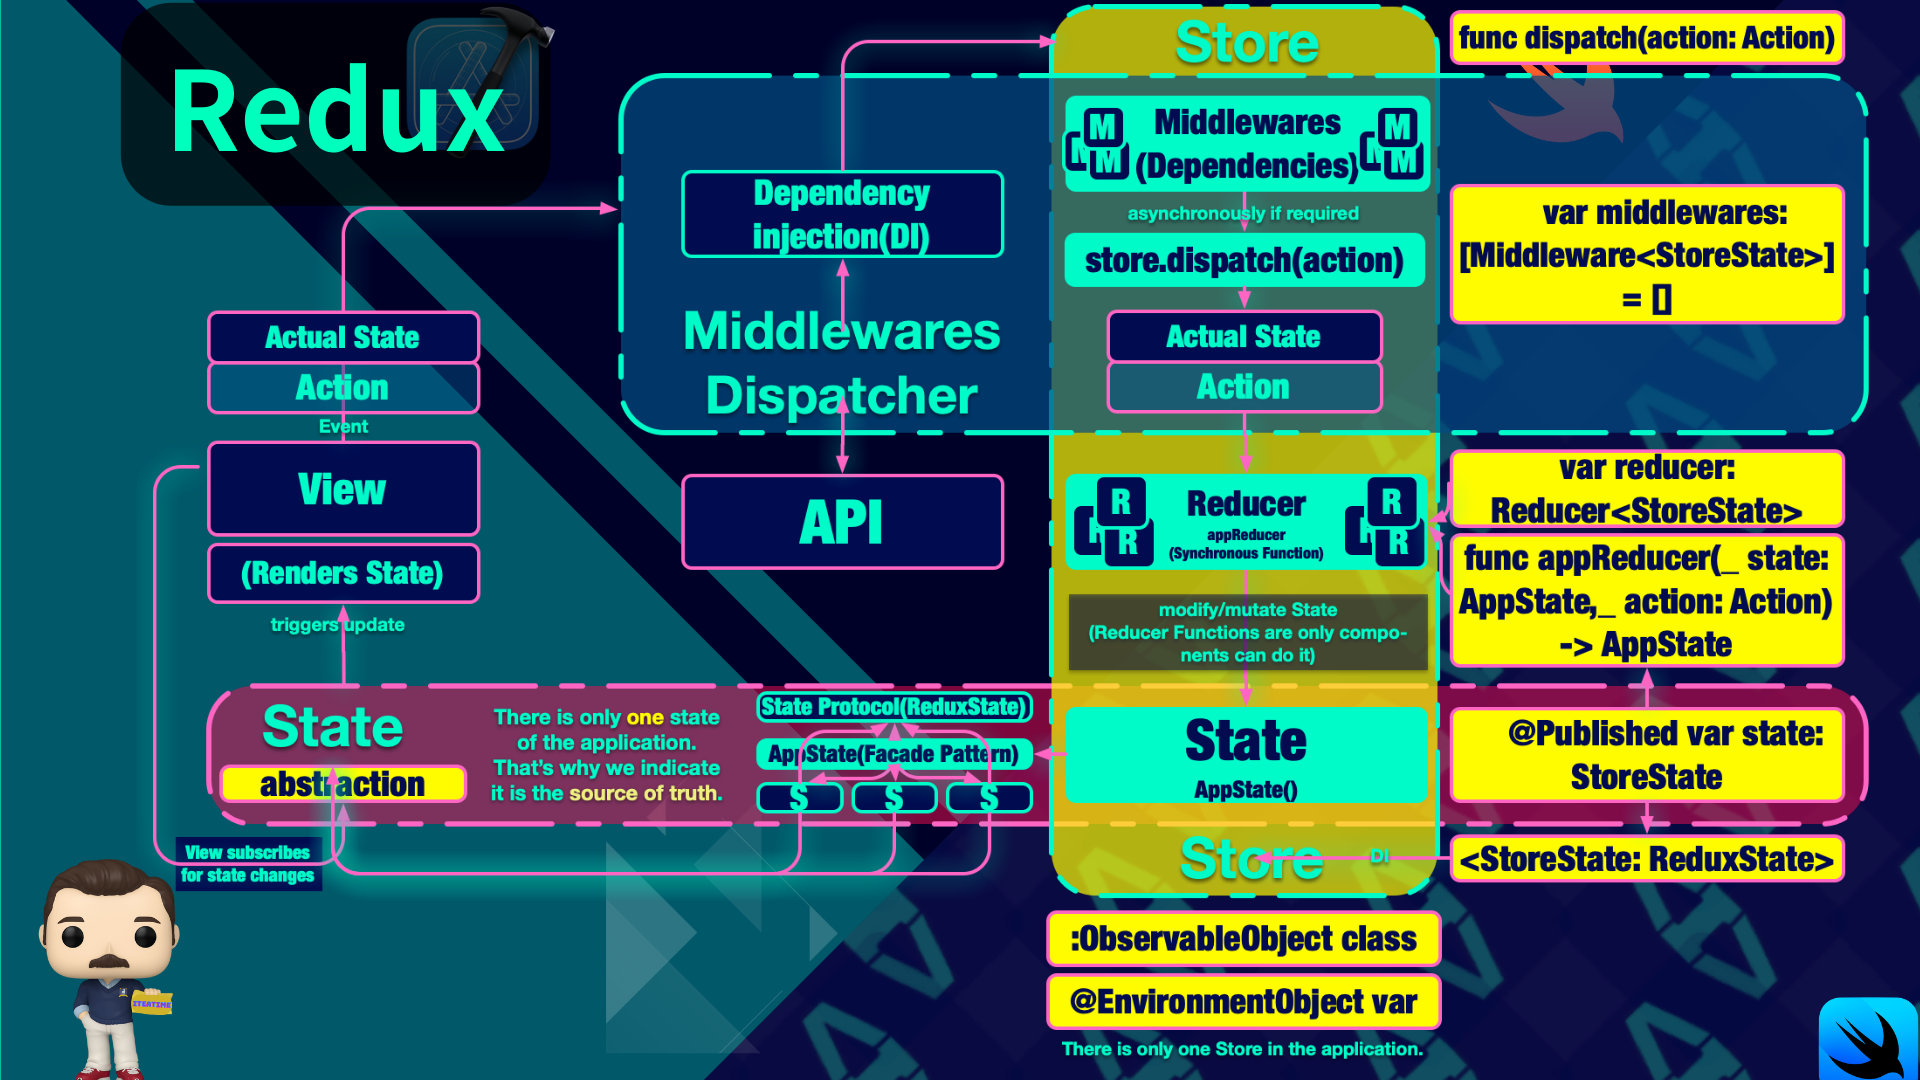 Redux
Actual State
Action
Event
View
(Renders State)
triggers update
View subscribes
for state changes
ITEATIME
Dependency
injection(DI)
Middlewares
Dispatcher
API
State
abstraction
There is only one state
of the application.
That's why we indicate
it is the source of truth.
State Protocol(ReduxState)
AppState(Facade Pattern)
S
S
S
Store
M
M
Middlewares
(Dependencies)
M
M
asynchronously if required
store.dispatch(action)
Actual State
Action
R
R
Reducer
appReducer
(Synchronous Function)
R
R
modify/mutate State
(Reducer Functions are only compo-
nents can do it)
State
AppState()
Store
DI
:ObservableObject class
@EnvironmentObject var
There is only one Store in the application.
func dispatch(action: Action)
var middlewares:
[Middleware<StoreState>]
= []
var reducer:
Reducer<StoreState>
func appReducer(_ state:
AppState,_ action: Action)
-> AppState
@Published var state:
StoreState
<StoreState: ReduxState>